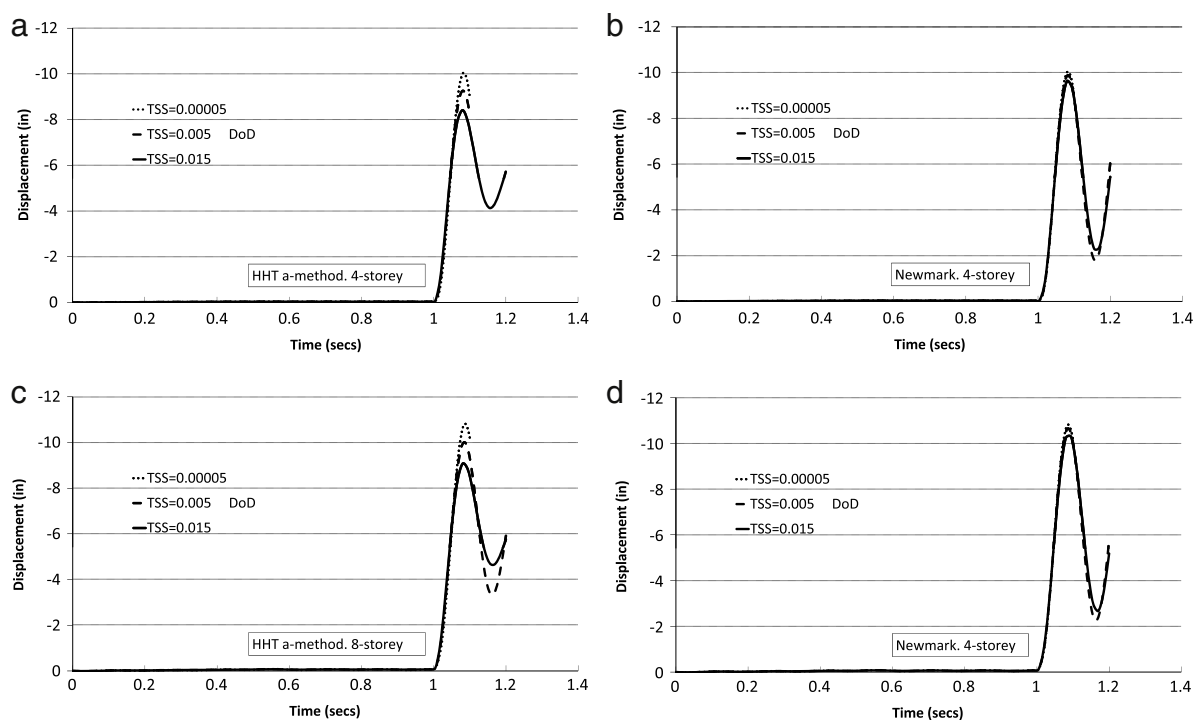 a
-12
-10
-8
-6
-4
-2
0
Displacement (in)
TSS=0.00005
TSS=0.005 DoD
TSS=0.015
HHT a-method. 4-storey
0 0.2 0.4 0.6 0.8 1 1.2 1.4
Time (secs)
b
-12
-10
-8
-6
-4
-2
0
Displacement (in)
TSS=0.00005
TSS=0.005 DoD
TSS=0.015
Newmark. 4-storey
0 0.2 0.4 0.6 0.8 1 1.2 1.4
Time (secs)
c
-12
-10
-8
-6
-4
-2
0
Displacement (in)
TSS=0.00005
TSS=0.005 DoD
TSS=0.015
HHT a-method. 8-storey
0 0.2 0.4 0.6 0.8 1 1.2 1.4
Time (secs)
d
-12
-10
-8
-6
-4
-2
0
Displacement (in)
TSS=0.00005
TSS=0.005 DoD
TSS=0.015
Newmark. 4-storey
0 0.2 0.4 0.6 0.8 1 1.2 1.4
Time (secs)